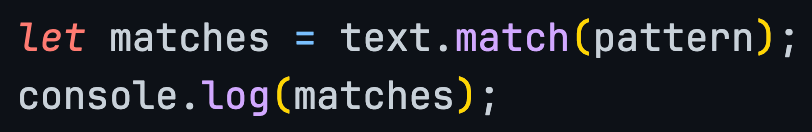 let matches = text.match(pattern);
console.log(matches);